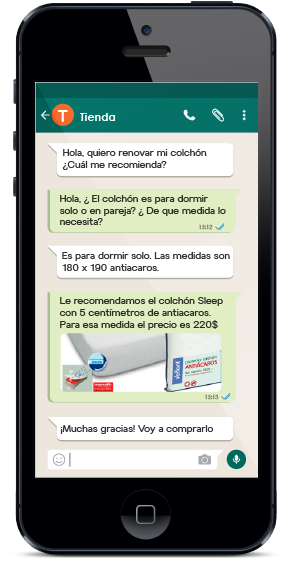 T Tienda
Hola, quiero renovar mi colchón
¿Cuál me recomienda?
Hola, ¿ El colchón es para dormir
solo o en pareja? ¿ De que medida lo
necesita?
13:12
Es para dormir solo. Las medidas son
180 x 190 antiacaros.
Le recomendamos el colchón Sleep
con 5 centímetros de antiacaros.
Para esa medida el precio es 220$
ANTIÁCAROS
13:13
¡Muchas gracias! Voy a comprarlo